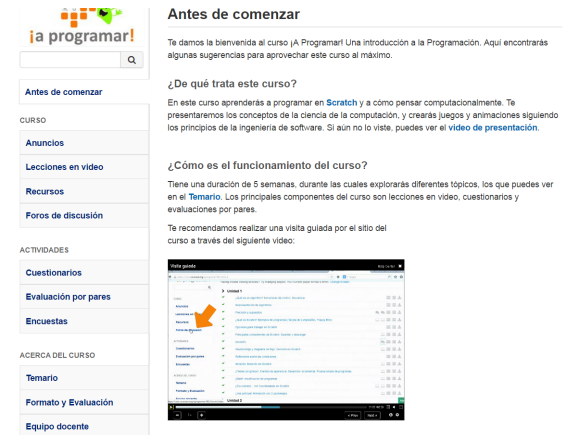 ¡a programar!
Antes de comenzar
CURSO
Anuncios
Lecciones en video
Recursos
Foros de discusión
ACTIVIDADES
Cuestionarios
Evaluación por pares
Encuestas
ACERCA DEL CURSO
Temario
Formato y Evaluación
Equipo docente
Antes de comenzar
Te damos la bienvenida al curso ¡A Programar! Una introducción a la Programación. Aquí encontrarás
algunas sugerencias para aprovechar este curso al máximo.
¿De qué trata este curso?
En este curso aprenderás a programar en Scratch y a cómo pensar computacionalmente. Te
presentaremos los conceptos de la ciencia de la computación, y crearás juegos y animaciones siguiendo
los principios de la ingeniería de software. Si aún no lo viste, puedes ver el video de presentación.
¿Cómo es el funcionamiento del curso?
Tiene una duración de 5 semanas, durante las cuales explorarás diferentes tópicos, los que puedes ver
en el Temario. Los principales componentes del curso son lecciones en video, cuestionarios y
evaluaciones por pares.
Te recomendamos realizar una visita guiada por el sitio del
curso a través del siguiente video:
Visita guiada
Unidad 1
Unidad 2